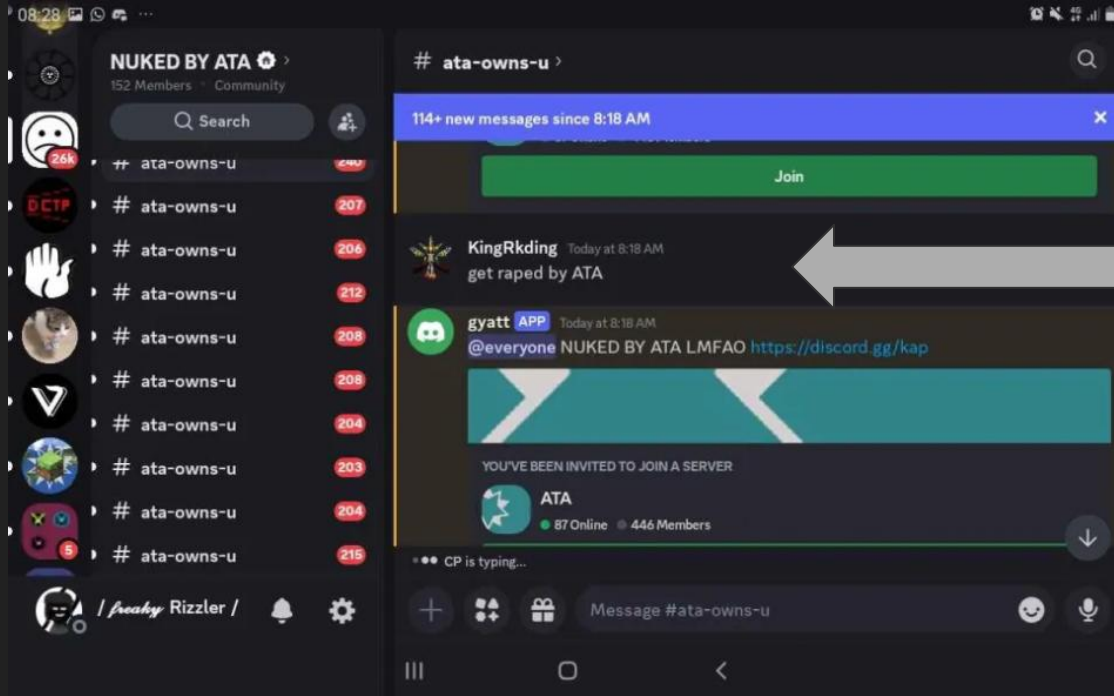 08:28
NUKED BY ATA
152 Members · Community
Search
# ata-owns-u 240
# ata-owns-u 207
# ata-owns-u 206
# ata-owns-u 212
# ata-owns-u 208
# ata-owns-u 208
# ata-owns-u 204
# ata-owns-u 203
# ata-owns-u 204
# ata-owns-u 215
26k
DCTP
5
/ freaky Rizzler /
4G
# ata-owns-u
114+ new messages since 8:18 AM
Join
KingRkding Today at 8:18 AM
get raped by ATA
gyatt APP Today at 8:18 AM
@everyone NUKED BY ATA LMFAO https://discord.gg/kap
YOU'VE BEEN INVITED TO JOIN A SERVER
ATA
87 Online 446 Members
CP is typing...
Message #ata-owns-u